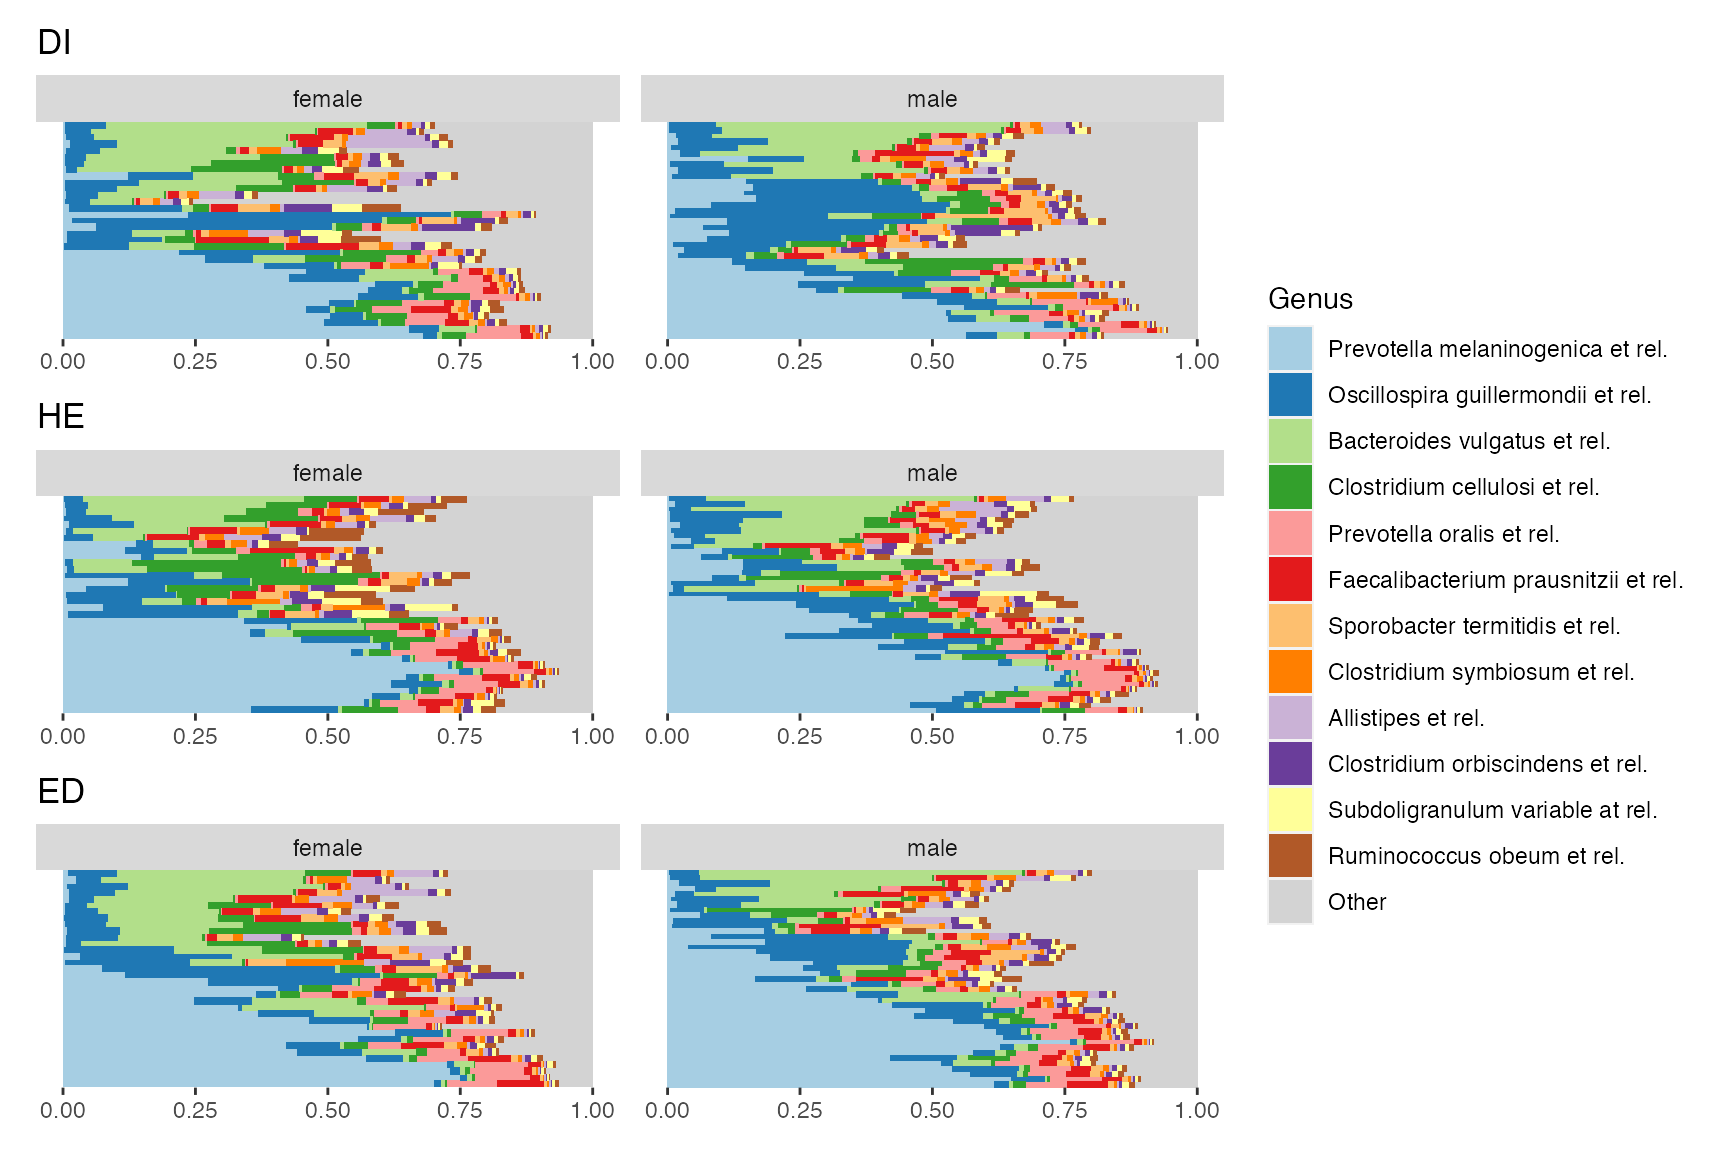 DI
female
male
0.00 0.25 0.50 0.75 1.00
0.00 0.25 0.50 0.75 1.00
HE
female
male
0.00 0.25 0.50 0.75 1.00
0.00 0.25 0.50 0.75 1.00
ED
female
male
0.00 0.25 0.50 0.75 1.00
0.00 0.25 0.50 0.75 1.00
Genus
Prevotella melaninogenica et rel.
Oscillospira guillermondii et rel.
Bacteroides vulgatus et rel.
Clostridium cellulosi et rel.
Prevotella oralis et rel.
Faecalibacterium prausnitzii et rel.
Sporobacter termitidis et rel.
Clostridium symbiosum et rel.
Allistipes et rel.
Clostridium orbiscindens et rel.
Subdoligranulum variable at rel.
Ruminococcus obeum et rel.
Other